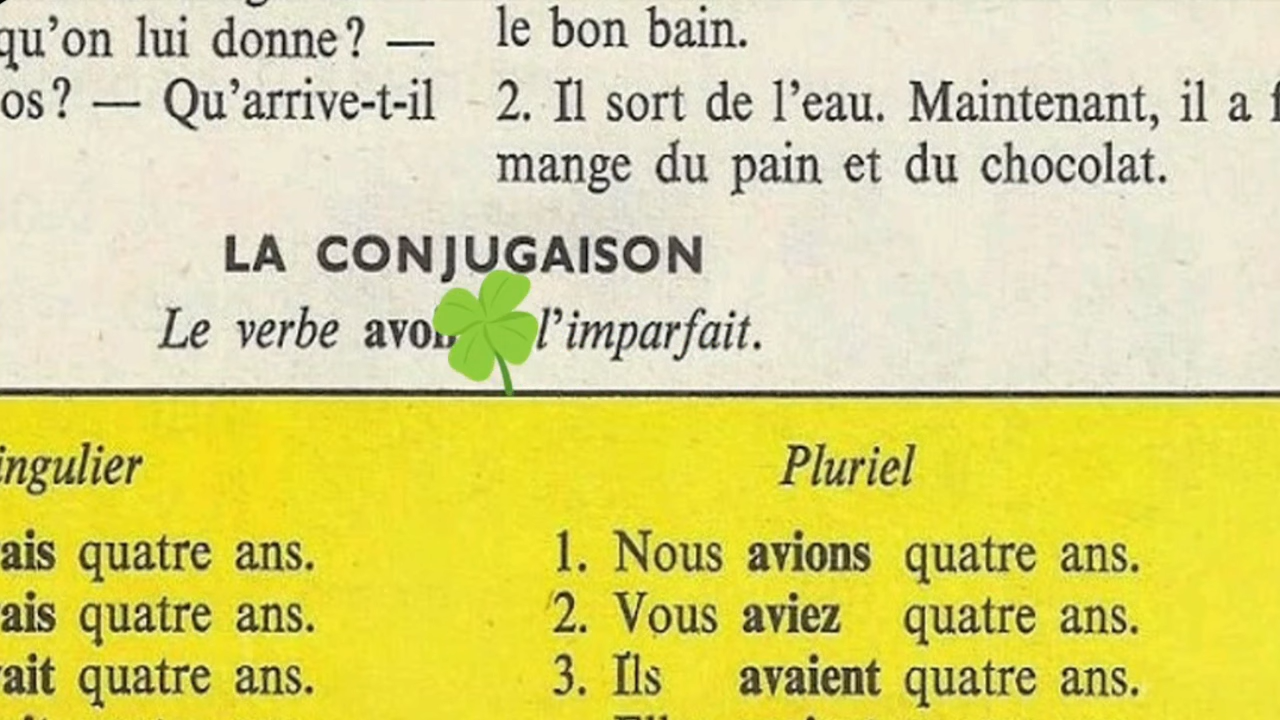 qu'on lui donne? —
os? — Qu'arrive-t-il
le bon bain.
2. Il sort de l'eau. Maintenant, il a
mange du pain et du chocolat.
LA CONJUGAISON
Le verbe l'imparfait.
Pluriel
ais quatre ans.
ais quatre ans.
ait quatre ans.
1. Nous avions quatre ans.
2. Vous aviez quatre ans.
3. Ils avaient quatre ans.